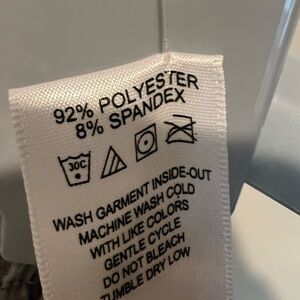 92% POLYESTER
8% SPANDEX
30C
WASH GARMENT INSIDE-OUT
MACHINE WASH COLD
WITH LIKE COLORS
GENTLE CYCLE
DO NOT BLEACH
TUMBLE DRY LOW